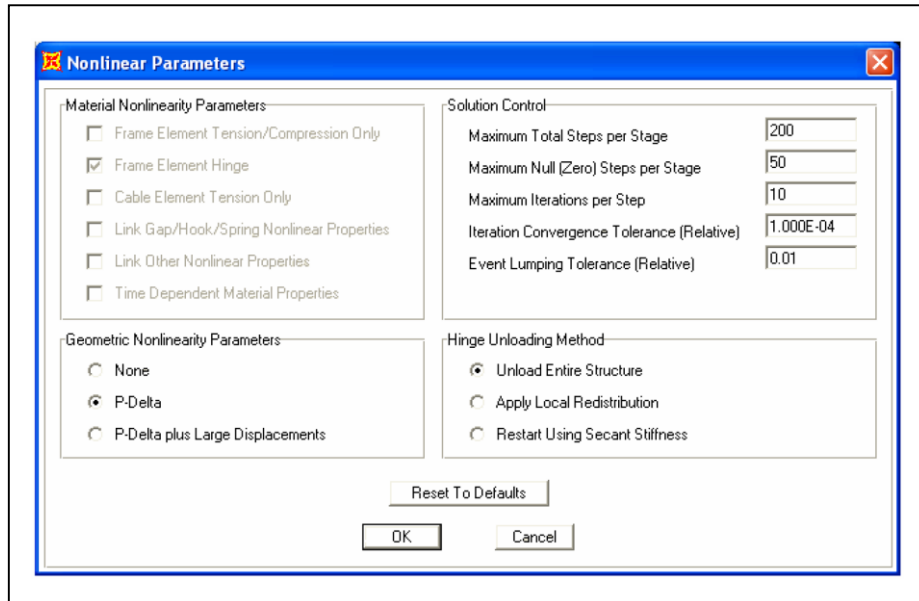 Nonlinear Parameters
Material Nonlinearity Parameters
Frame Element Tension/Compression Only
Frame Element Hinge
Cable Element Tension Only
Link Gap/Hook/Spring Nonlinear Properties
Link Other Nonlinear Properties
Time Dependent Material Properties
Solution Control
Maximum Total Steps per Stage 200
Maximum Null (Zero) Steps per Stage 50
Maximum Iterations per Step 10
Iteration Convergence Tolerance (Relative) 1.000E-04
Event Lumping Tolerance (Relative) 0.01
Geometric Nonlinearity Parameters
None
P-Delta
P-Delta plus Large Displacements
Hinge Unloading Method
Unload Entire Structure
Apply Local Redistribution
Restart Using Secant Stiffness
Reset To Defaults
OK Cancel